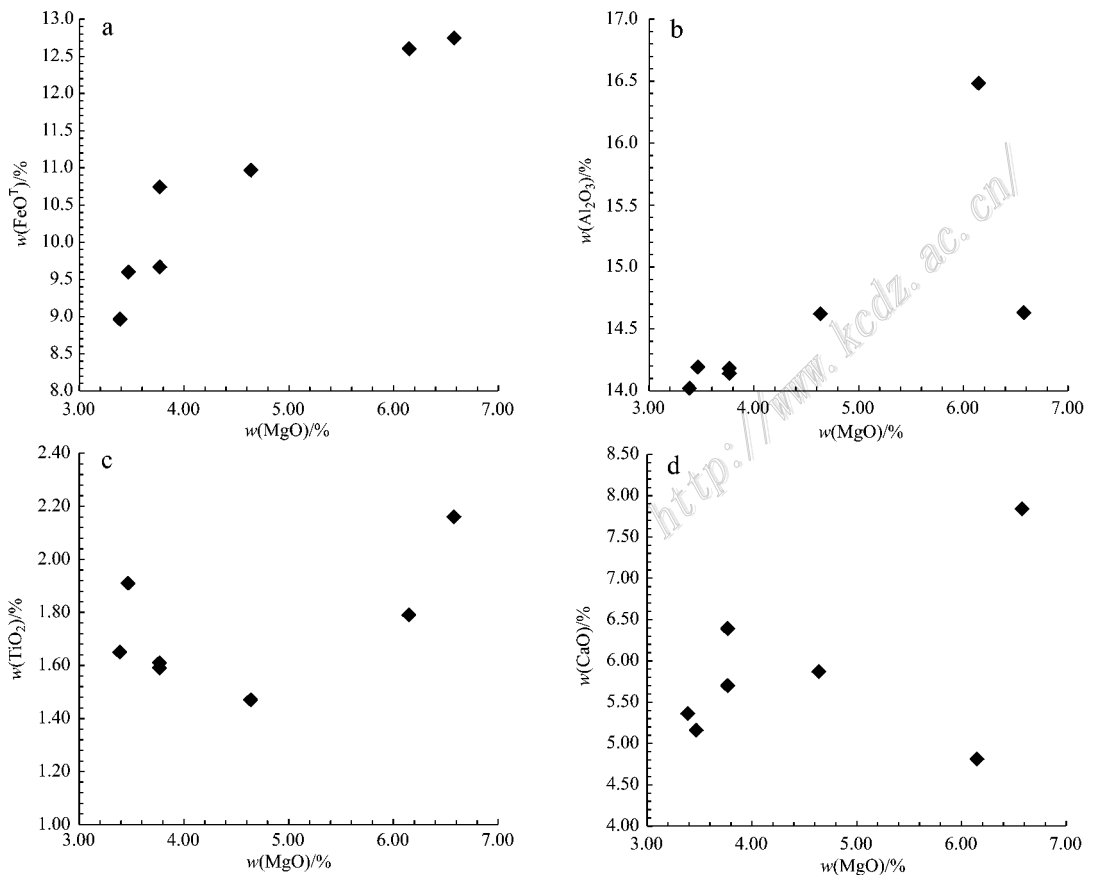 a
13.0
12.5
12.0
11.5
11.0
10.5
10.0
9.5
9.0
8.0
w(FeOᵀ)/%
3.00 4.00 5.00 6.00 7.00
w(MgO)/%
b
17.0
16.5
16.0
15.5
15.0
14.5
14.0
w(Al₂O₃)/%
3.00 4.00 5.00 6.00 7.00
w(MgO)/%
c
2.40
2.20
2.00
1.80
1.60
1.40
1.20
1.00
w(TiO₂)/%
3.00 4.00 5.00 6.00 7.00
w(MgO)/%
d
8.50
8.00
7.00
6.50
6.00
5.50
5.00
4.50
4.00
w(CaO)/%
3.00 4.00 5.00 6.00 7.00
w(MgO)/%
http://www.kcdz.ac.cn/